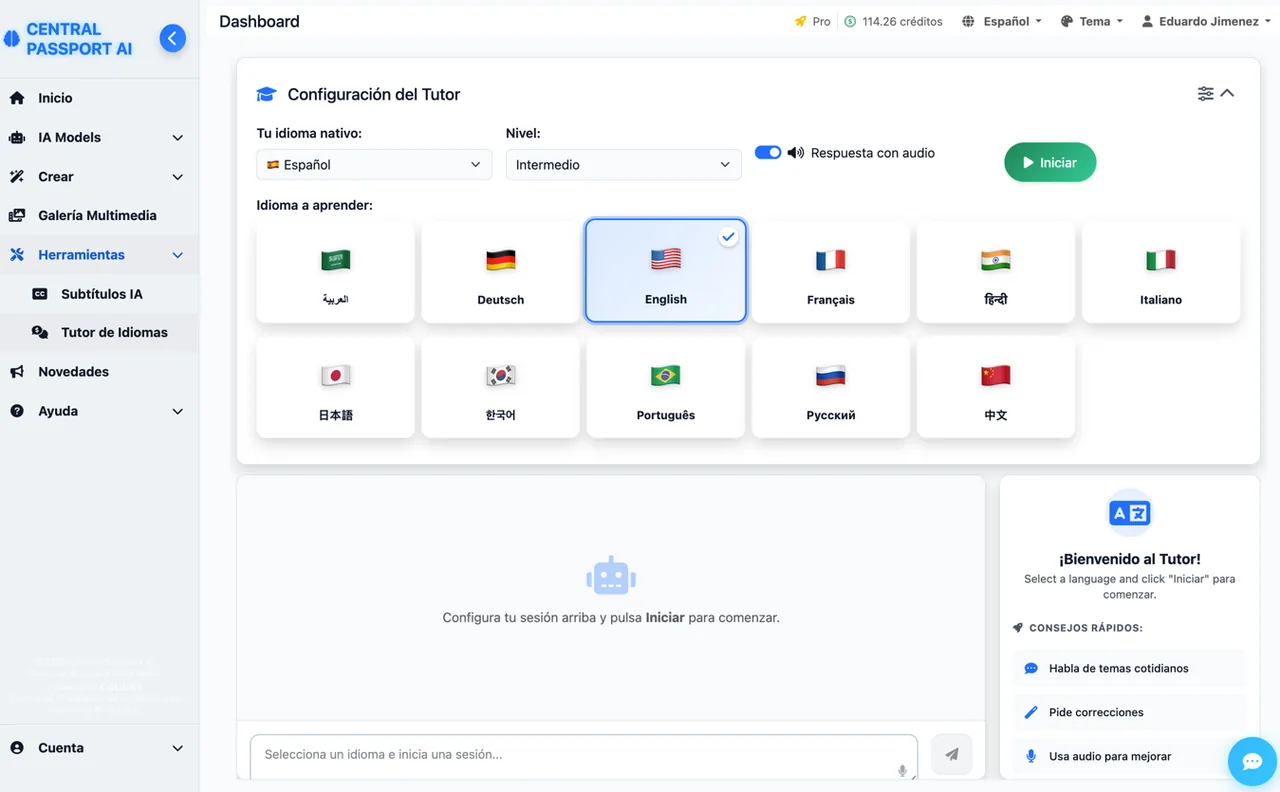 CENTRAL
PASSPORT AI
Dashboard
Pro
114.26 créditos
Español
Tema
Eduardo Jimenez
Inicio
IA Models
Crear
Galería Multimedia
Herramientas
CC
Subtítulos IA
Tutor de Idiomas
Novedades
Ayuda
Cuenta
Configuración del Tutor
Tu idioma nativo:
Nivel:
Español
Intermedio
Respuesta con audio
Iniciar
Idioma a aprender:
العربية
Deutsch
English
Français
हिन्दी
Italiano
日本語
한국어
Português
Русский
中文
Configura tu sesión arriba y pulsa Iniciar para comenzar.
Selecciona un idioma e inicia una sesión...
A
¡Bienvenido al Tutor!
Select a language and click "Iniciar" para
comenzar.
CONSEJOS RÁPIDOS:
Habla de temas cotidianos
Pide correcciones
Usa audio para mejorar